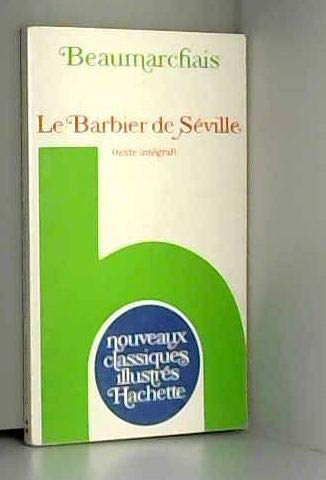 Beaumarchais
Le Barbier de Séville
(texte intégral)
nouveaux
classiques
illustrés
Hachette